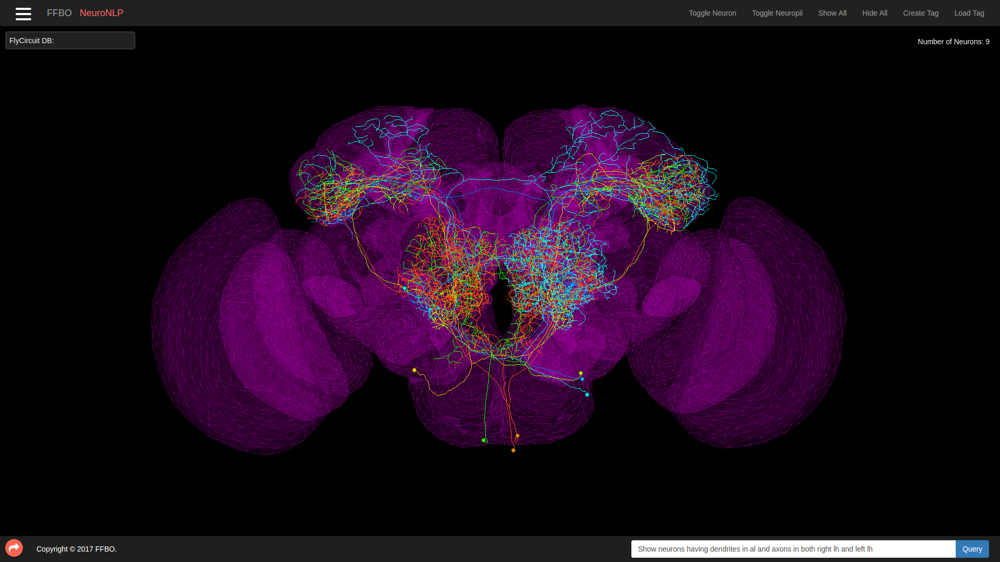 FFBO NeuroNLP Toggle Neuron Toggle Neuropil Show All Hide All Create Tag Load Tag
FlyCircuit DB:
Number of Neurons: 9
Copyright © 2017 FFBO.
Show neurons having dendrites in al and axons in both right lh and left lh Query